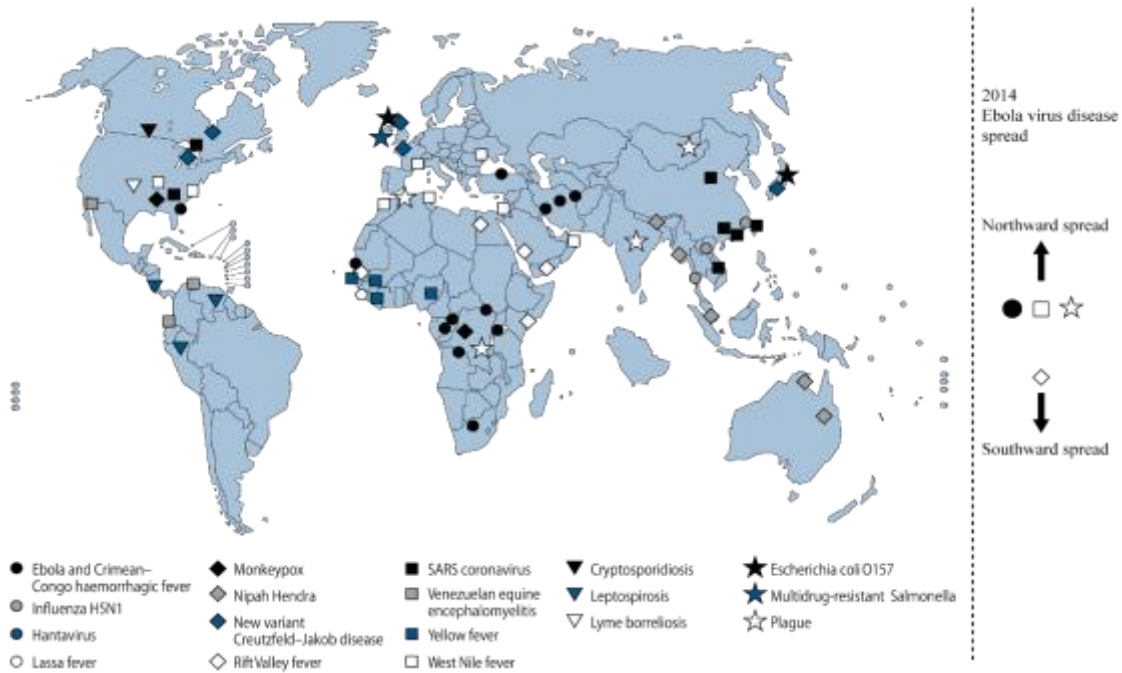 2014
Ebola virus disease
spread
Northward spread
Southward spread
Ebola and Crimean–
Congo haemorrhagic fever
Influenza H5N1
Hantavirus
Lassa fever
Monkeypox
Nipah Hendra
New variant
Creutzfeld–Jakob disease
Rift Valley fever
SARS coronavirus
Venezuelan equine
encephalomyelitis
Yellow fever
West Nile fever
Cryptosporidiosis
Leptospirosis
Lyme borreliosis
Escherichia coli O157
Multidrug-resistant Salmonella
Plague